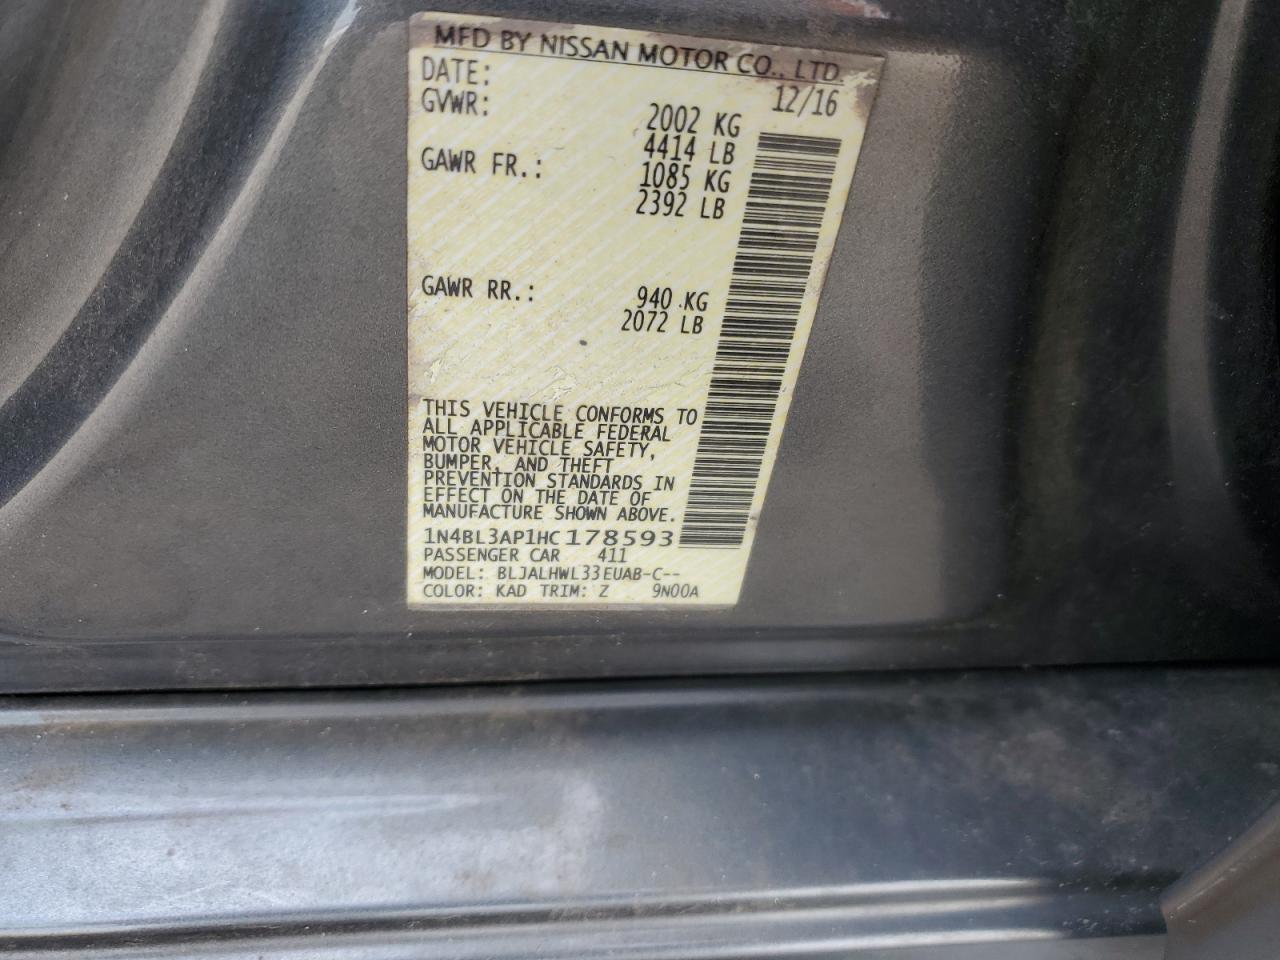 MFD BY NISSAN MOTOR CO., LTD.
DATE: 12/16
GVWR: 2002 KG
4414 LB
GAWR FR.: 1085 KG
2392 LB
GAWR RR.: 940 KG
2072 LB
THIS VEHICLE CONFORMS TO
ALL APPLICABLE FEDERAL
MOTOR VEHICLE SAFETY,
BUMPER, AND THEFT
PREVENTION STANDARDS IN
EFFECT ON THE DATE OF
MANUFACTURE SHOWN ABOVE.
1N4BL3AP1HC178593
PASSENGER CAR 411
MODEL: BLJALHWL33EUAB-C--
COLOR: KAD TRIM: Z 9N00A